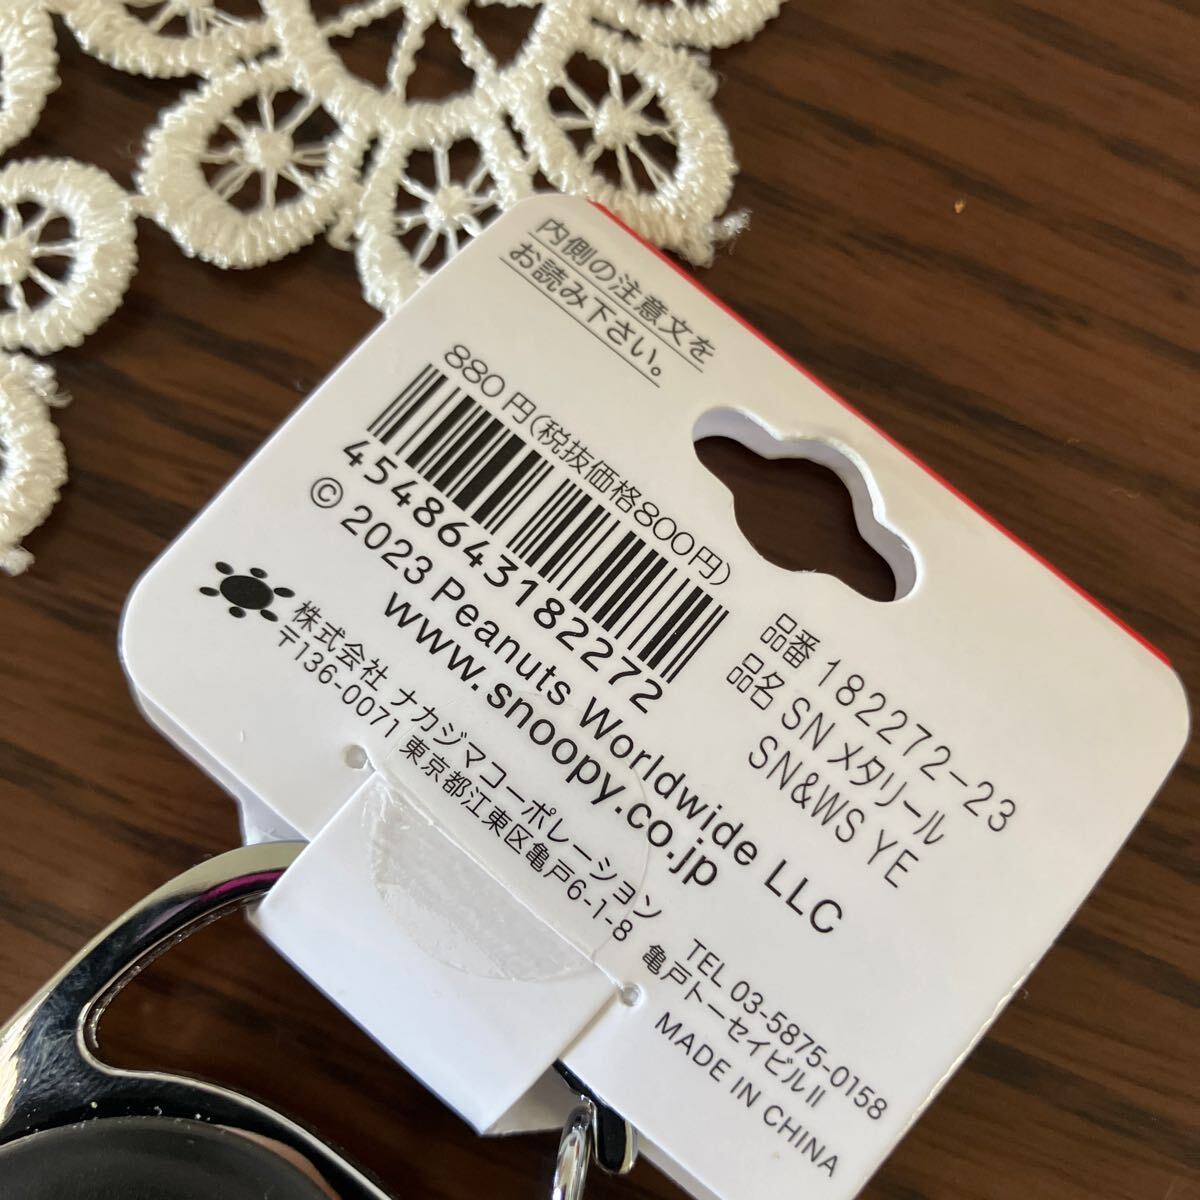 内側の注意文を
お読み下さい。
880円(税抜価格800円)
4548643182272
© 2023 Peanuts Worldwide LLC
www.snoopy.co.jp
品番 182272-23
品名 SN メタリール
SN&WS YE
株式会社 ナカジマコーポレーション
〒136-0071 東京都江東区亀戸6-1-8 亀戸トーセイビルII
TEL 03-5875-0158
MADE IN CHINA